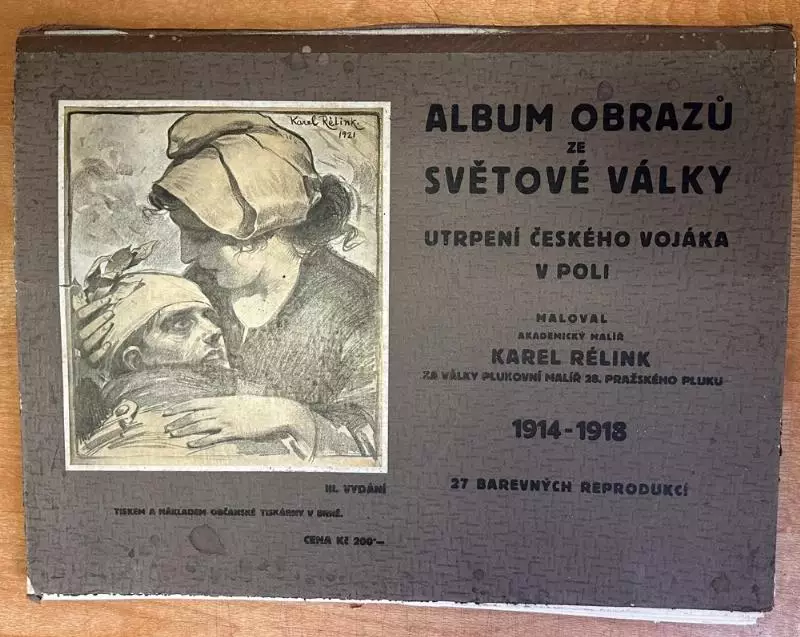 Karel Rélink.
1921
ALBUM OBRAZŮ
ZE
SVĚTOVÉ VÁLKY
UTRPENÍ ČESKÉHO VOJÁKA
V POLI
MALOVAL
AKADEMICKÝ MALÍŘ
KAREL RÉLINK
ZA VÁLKY PLUKOVNÍ MALÍŘ 28. PRAŽSKÉHO PLUKU
1914-1918
27 BAREVNÝCH REPRODUKCÍ
III. VYDÁNÍ
TISKEM A NÁKLADEM OBČANSKÉ TISKÁRNY V BRNĚ.
CENA Kč 200·—